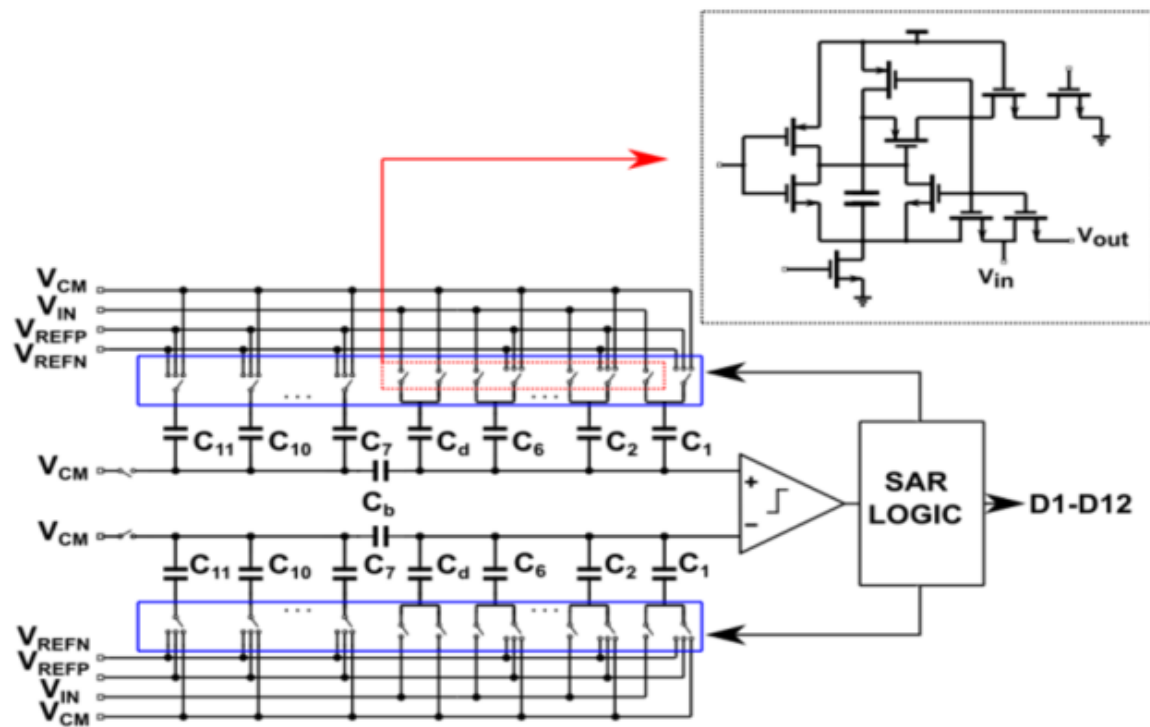 Vout
Vin
VCM
VIN
VREFP
VREFN
C11 C10 C7 Cd C6 C2 C1
VCM
Cb
VCM
+
−
SAR
LOGIC
D1-D12
C11 C10 C7 Cd C6 C2 C1
VREFN
VREFP
VIN
VCM